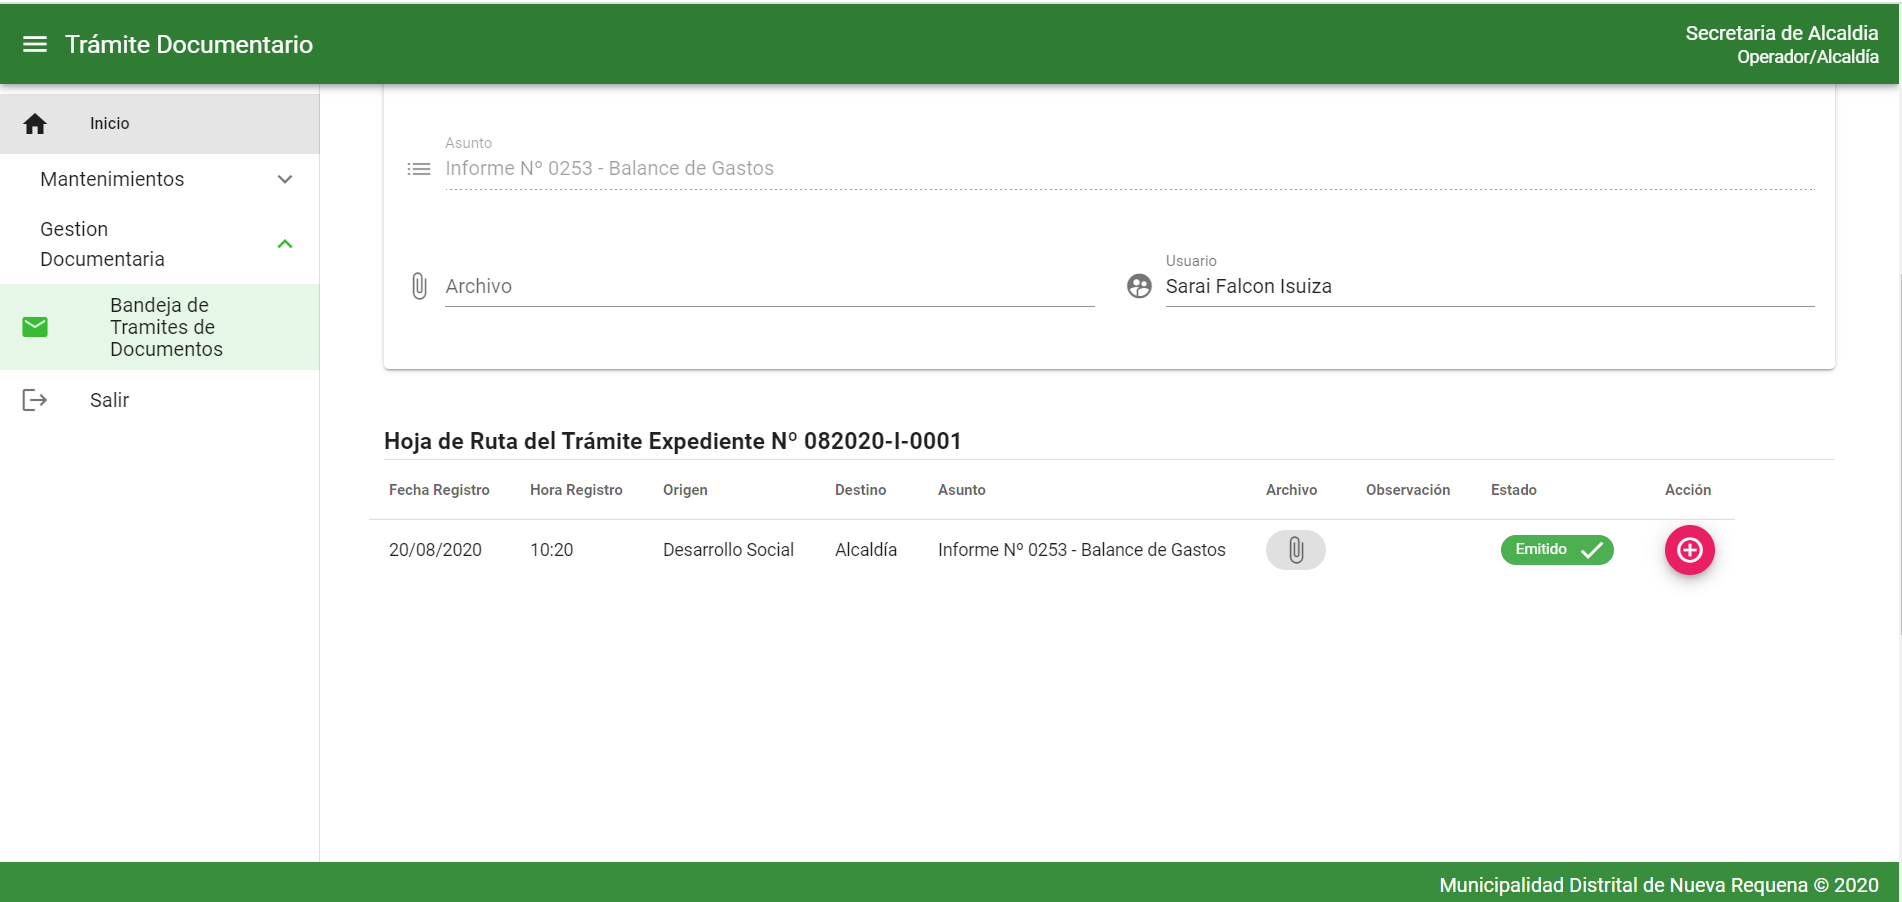 Trámite Documentario
Secretaria de Alcaldia
Operador/Alcaldía
Inicio
Mantenimientos
Gestion
Documentaria
Bandeja de
Tramites de
Documentos
Salir
Asunto
Informe Nº 0253 - Balance de Gastos
Archivo
Usuario
Sarai Falcon Isuiza
Hoja de Ruta del Trámite Expediente Nº 082020-I-0001
Fecha Registro Hora Registro Origen Destino Asunto Archivo Observación Estado Acción
20/08/2020 10:20 Desarrollo Social Alcaldía Informe Nº 0253 - Balance de Gastos Emitido
Municipalidad Distrital de Nueva Requena © 2020